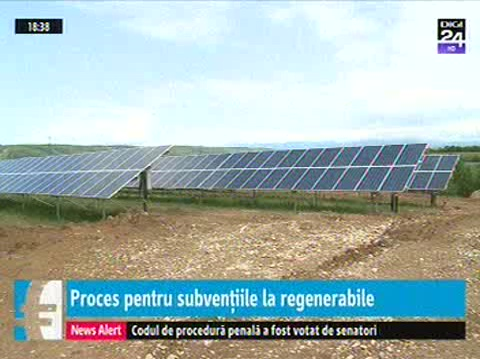 18:38
DIGI
24
HD
Proces pentru subvențiile la regenerabile
News Alert Codul de procedură penală a fost votat de senatori